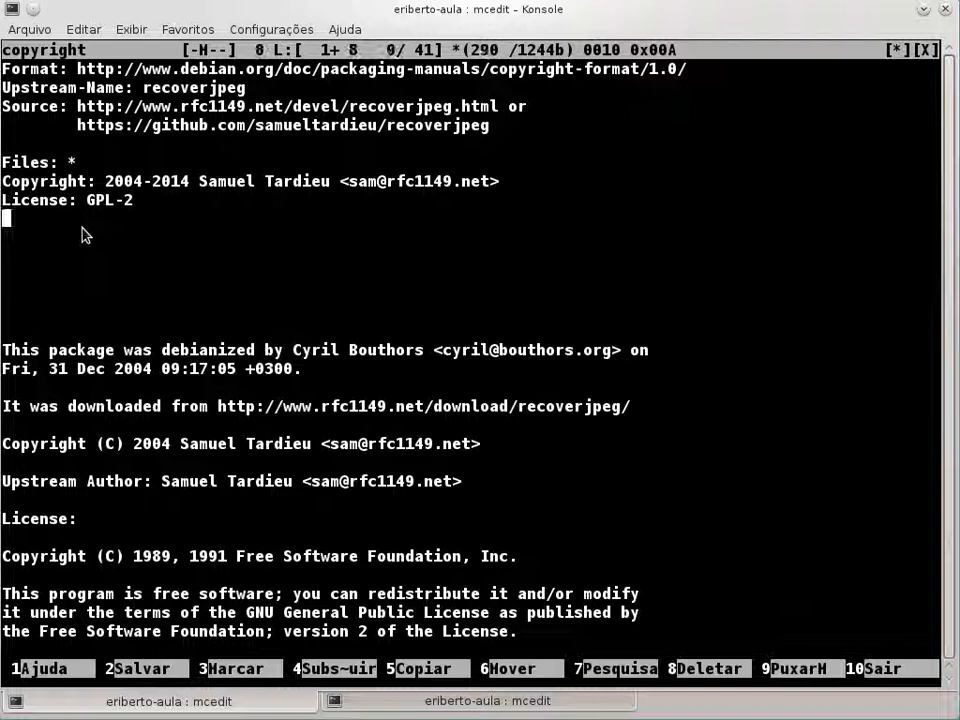 eriberto-aula : mcedit – Konsole
Arquivo Editar Exibir Favoritos Configurações Ajuda
copyright [-H--] 8 L:[ 1+ 8 9/ 41] *(290 /1244b) 0010 0x00A [*][X]
Format: http://www.debian.org/doc/packaging-manuals/copyright-format/1.0/
Upstream-Name: recoverjpeg
Source: http://www.rfc1149.net/devel/recoverjpeg.html or
https://github.com/samueltardieu/recoverjpeg
Files: *
Copyright: 2004-2014 Samuel Tardieu <sam@rfc1149.net>
License: GPL-2
This package was debianized by Cyril Bouthors <cyril@bouthors.org> on
Fri, 31 Dec 2004 09:17:05 +0300.
It was downloaded from http://www.rfc1149.net/download/recoverjpeg/
Copyright (C) 2004 Samuel Tardieu <sam@rfc1149.net>
Upstream Author: Samuel Tardieu <sam@rfc1149.net>
License:
Copyright (C) 1989, 1991 Free Software Foundation, Inc.
This program is free software; you can redistribute it and/or modify
it under the terms of the GNU General Public License as published by
the Free Software Foundation; version 2 of the License.
1Ajuda 2Salvar 3Marcar 4Subs~uir 5Copiar 6Mover 7Pesquisa 8Deletar 9PuxarM 10Sair
eriberto-aula : mcedit eriberto-aula : mcedit